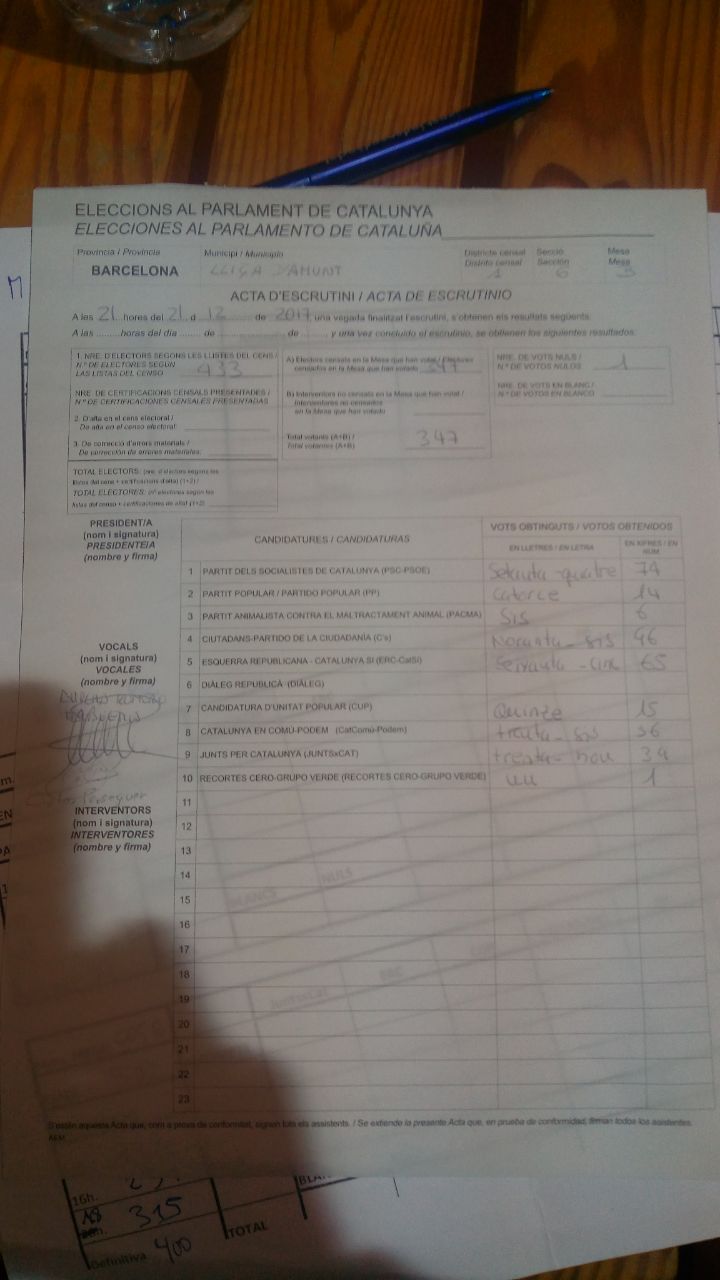 ELECCIONS AL PARLAMENT DE CATALUNYA
ELECCIONES AL PARLAMENTO DE CATALUÑA
Provincia / Provincia
BARCELONA
Municipi / Municipio
LLIÇÀ D'AMUNT
Districte censal
Distrito censal
1
Secció
Sección
6
Mesa
Mesa
B
ACTA D'ESCRUTINI / ACTA DE ESCRUTINIO
A les 21 hores del 21 d 12 de 2017, una vegada finalitzat l'escrutini, s'obtenen els resultats següents.
A las ........ horas del día ........ de ........ de ........, y una vez concluido el escrutinio, se obtienen los siguientes resultados:
1. NRE. D'ELECTORS SEGONS LES LLISTES DEL CENS /
N.º DE ELECTORES SEGÚN
LAS LISTAS DEL CENSO 433
NRE. DE CERTIFICACIONS CENSALS PRESENTADES /
N.º DE CERTIFICACIONES CENSALES PRESENTADAS
2. D'alta en el cens electoral /
De alta en el censo electoral:
3. De correcció d'errors materials /
De corrección de errores materiales:
TOTAL ELECTORS:
TOTAL ELECTORES:
A) Electors censats en la Mesa que han votat / Electores
censados en la Mesa que han votado 347
B) Interventors no censats en la Mesa que han votat /
Interventores no censados
en la Mesa que han votado
Total votants (A+B) /
Total votantes (A+B) 347
NRE. DE VOTS NULS /
N.º DE VOTOS NULOS 1
NRE. DE VOTS EN BLANC /
N.º DE VOTOS EN BLANCO
PRESIDENT/A
(nom i signatura)
PRESIDENTE/A
(nombre y firma)
VOCALS
(nom i signatura)
VOCALES
(nombre y firma)
INTERVENTORS
(nom i signatura)
INTERVENTORES
(nombre y firma)
CANDIDATURES / CANDIDATURAS
VOTS OBTINGUTS / VOTOS OBTENIDOS
EN LLETRES / EN LETRA
EN XIFRES / EN NÚM.
1 PARTIT DELS SOCIALISTES DE CATALUNYA (PSC-PSOE) Setanta-quatre 74
2 PARTIT POPULAR / PARTIDO POPULAR (PP) Catorce 14
3 PARTIT ANIMALISTA CONTRA EL MALTRACTAMENT ANIMAL (PACMA) Sis 6
4 CIUTADANS-PARTIDO DE LA CIUDADANÍA (C's) Noranta-sis 96
5 ESQUERRA REPUBLICANA - CATALUNYA SÍ (ERC-CatSí) 65
6 DIÀLEG REPUBLICÀ (DIÀLEG)
7 CANDIDATURA D'UNITAT POPULAR (CUP) Quinze 15
8 CATALUNYA EN COMÚ-PODEM (CatComú-Podem) 36
9 JUNTS PER CATALUNYA (JUNTSxCAT) treata-nou 39
10 RECORTES CERO-GRUPO VERDE (RECORTES CERO-GRUPO VERDE) uu 1
11
12
13
14
15
16
17
18
19
20
21
22
23
S'estén aquesta Acta que, com a prova de conformitat, signen tots els assistents. / Se extiende la presente Acta que, en prueba de conformidad, firman todos los asistentes.
16h.
315
Definitiva 400
TOTAL